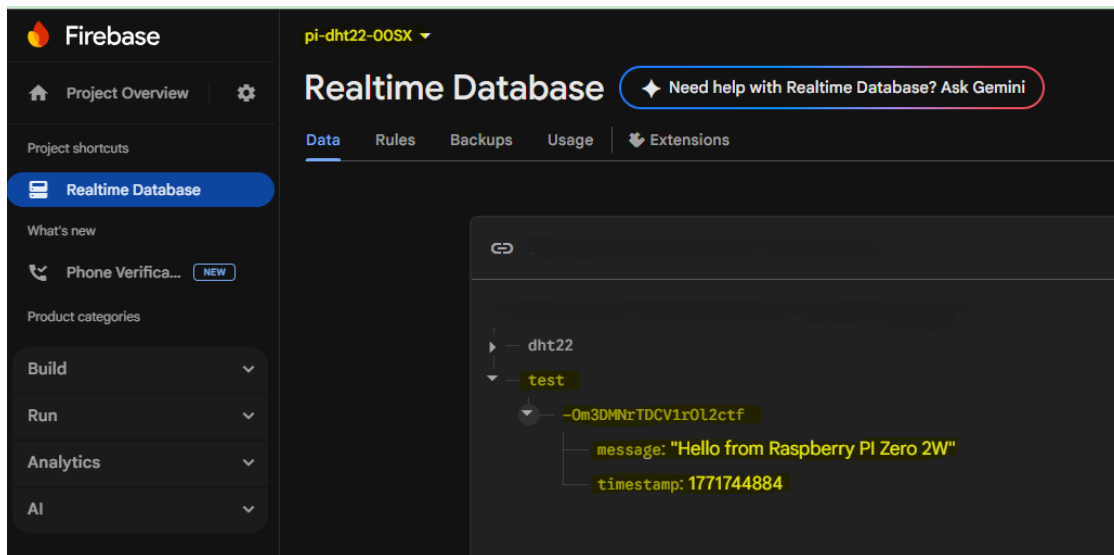 Firebase
Project Overview
Project shortcuts
Realtime Database
What's new
Phone Verifica... NEW
Product categories
Build
Run
Analytics
AI
pi-dht22-00SX
Realtime Database
Need help with Realtime Database? Ask Gemini
Data Rules Backups Usage Extensions
dht22
test
-Om3DMNrTDCV1rOl2ctf
message: "Hello from Raspberry PI Zero 2W"
timestamp: 1771744884